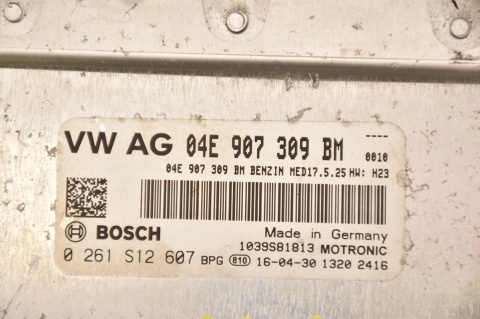 ----
VW AG 04E 907 309 BM 0010
04E 907 309 BM BENZIN MED17.5.25 HW: H23
BOSCH
Made in Germany
1039S81813 MOTRONIC
0 261 S12 607 BPG 810 16-04-30 1320 2416